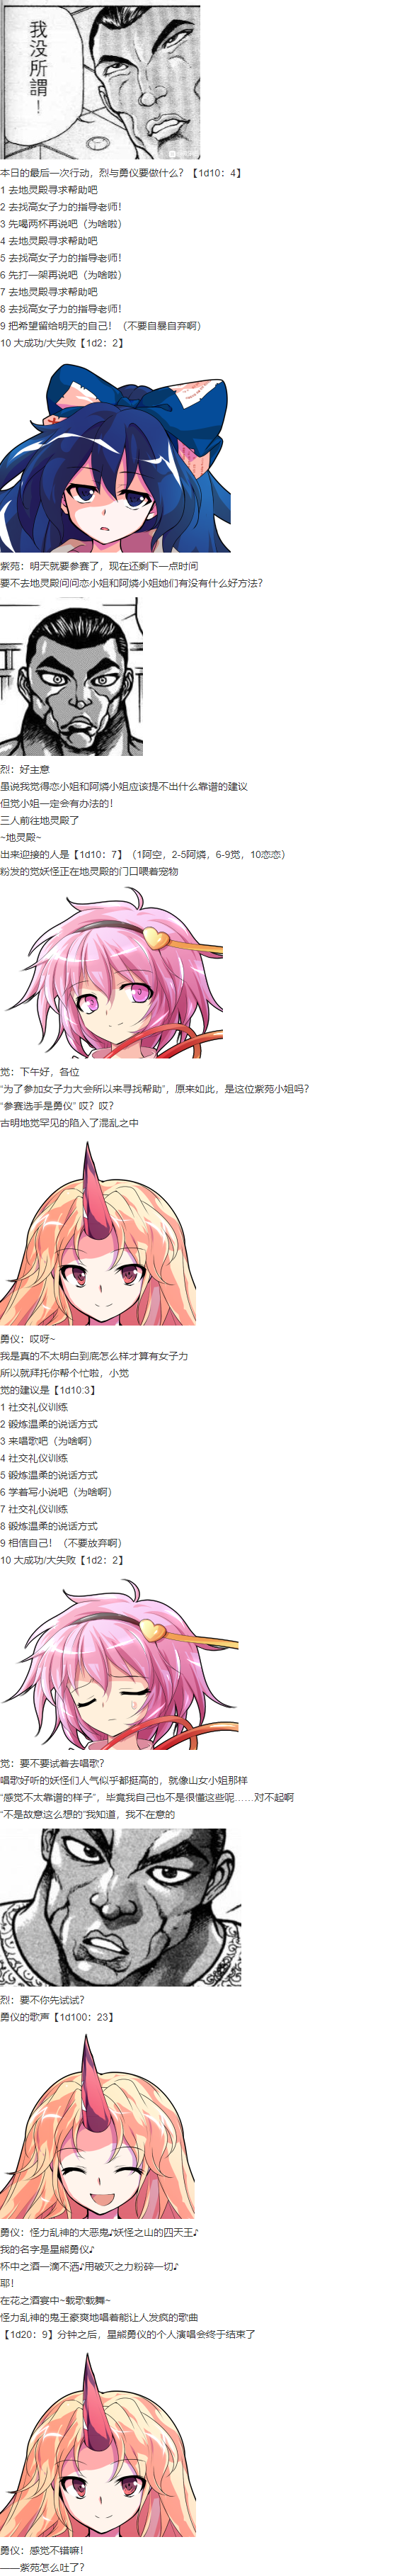 我没所謂！
本日的最后一次行动，烈与勇仪要做什么？【1d10：4】
1 去地灵殿寻求帮助吧
2 去找高女子力的指导老师！
3 先喝两杯再说吧（为啥啦）
4 去地灵殿寻求帮助吧
5 去找高女子力的指导老师！
6 先打一架再说吧（为啥啦）
7 去地灵殿寻求帮助吧
8 去找高女子力的指导老师！
9 把希望留给明天的自己！（不要自暴自弃啊）
10 大成功/大失败【1d2：2】
紫苑：明天就要参赛了，现在还剩下一点时间
要不去地灵殿问问恋小姐和阿燐小姐她们有没有什么好方法？
烈：好主意
虽说我觉得恋小姐和阿燐小姐应该提不出什么靠谱的建议
但觉小姐一定会有办法的！
三人前往地灵殿了
~地灵殿~
出来迎接的人是【1d10：7】（1阿空，2-5阿燐，6-9觉，10恋恋）
粉发的觉妖怪正在地灵殿的门口喂着宠物
觉：下午好，各位
“为了参加女子力大会所以来寻找帮助”，原来如此，是这位紫苑小姐吗？
“参赛选手是勇仪” 哎？哎？
古明地觉罕见的陷入了混乱之中
勇仪：哎呀~
我是真的不太明白到底怎么样才算有女子力
所以就拜托你帮个忙啦，小觉
觉的建议是【1d10:3】
1 社交礼仪训练
2 锻炼温柔的说话方式
3 来唱歌吧（为啥啊）
4 社交礼仪训练
5 锻炼温柔的说话方式
6 学着写小说吧（为啥啊）
7 社交礼仪训练
8 锻炼温柔的说话方式
9 相信自己！（不要放弃啊）
10 大成功/大失败【1d2：2】
觉：要不要试着去唱歌？
唱歌好听的妖怪们人气似乎都挺高的，就像山女小姐那样
“感觉不太靠谱的样子”，毕竟我自己也不是很懂这些呢……对不起啊
“不是故意这么想的”我知道，我不在意的
烈：要不你先试试？
勇仪的歌声【1d100：23】
勇仪：怪力乱神的大恶鬼♪妖怪之山的四天王♪
我的名字是星熊勇仪♪
杯中之酒一滴不洒♪用破灭之力粉碎一切♪
耶！
在花之酒宴中~载歌载舞~
怪力乱神的鬼王豪爽地唱着能让人发疯的歌曲
【1d20：9】分钟之后，星熊勇仪的个人演唱会终于结束了
勇仪：感觉不错嘛！
——紫苑怎么吐了？